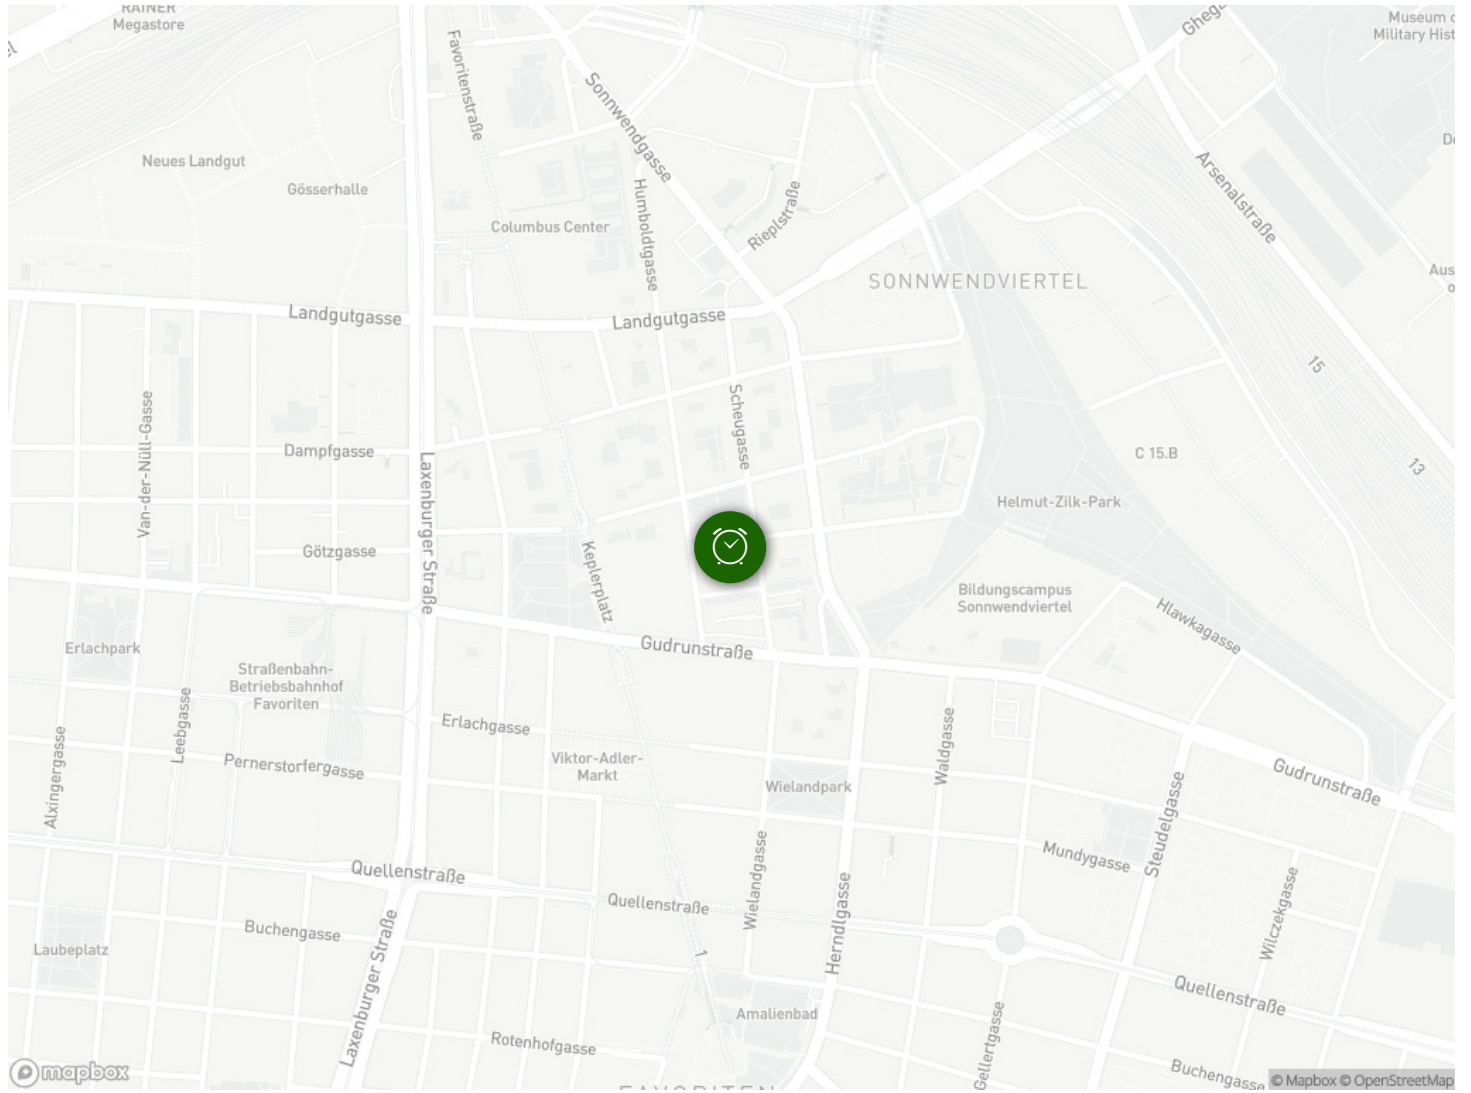 RAINER
Megastore
Ghega
Museum o
Military Hist
el
Favoritenstraße
Sonnwendgasse
Neues Landgut
Gösserhalle
Humboldtgasse
Columbus Center
Rieplstraße
Arsenalstraße
De
Aus
o
SONNWENDVIERTEL
Landgutgasse
Landgutgasse
15
Van-der-Nüll-Gasse
Scheugasse
Dampfgasse
C 15.B
13
Laxenburger Straße
Helmut-Zilk-Park
Götzgasse
Keplerplatz
Bildungscampus
Sonnwendviertel
Hlawkagasse
Erlachpark
Gudrunstraße
Straßenbahn-
Betriebsbahnhof
Favoriten
Leebgasse
Erlachgasse
Waldgasse
Alxingergasse
Pernerstorfergasse
Viktor-Adler-
Markt
Wielandpark
Gudrunstraße
Steudelgasse
Mundygasse
Quellenstraße
Wielandgasse
Herndlgasse
Quellenstraße
Wilczekgasse
Buchengasse
Laubeplatz
Laxenburger Straße
1
Quellenstraße
Amalienbad
Gellertgasse
Rotenhofgasse
Buchengasse
FAVORITEN
mapbox
© Mapbox © OpenStreetMap